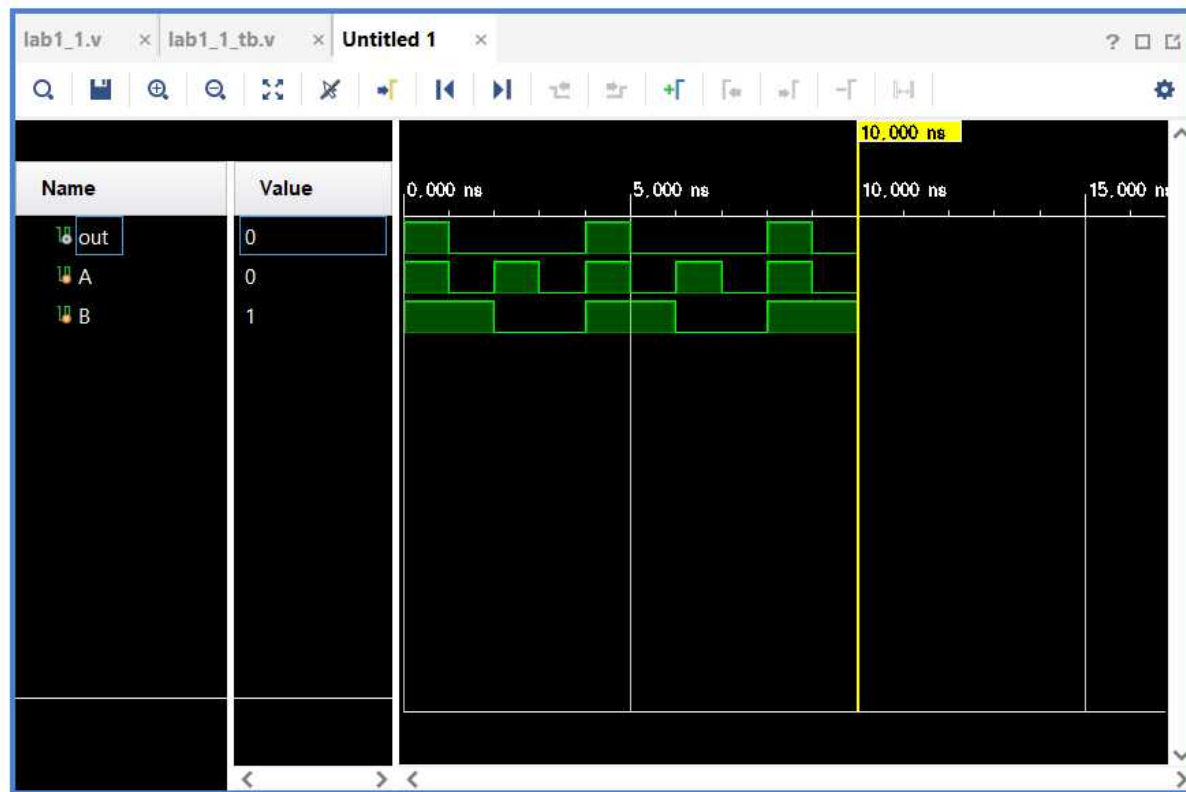 lab1_1.v × lab1_1_tb.v × Untitled 1 ×
?
10,000 ns
Name Value 0,000 ns 5,000 ns 10,000 ns 15,000 n
out 0
A 0
B 1